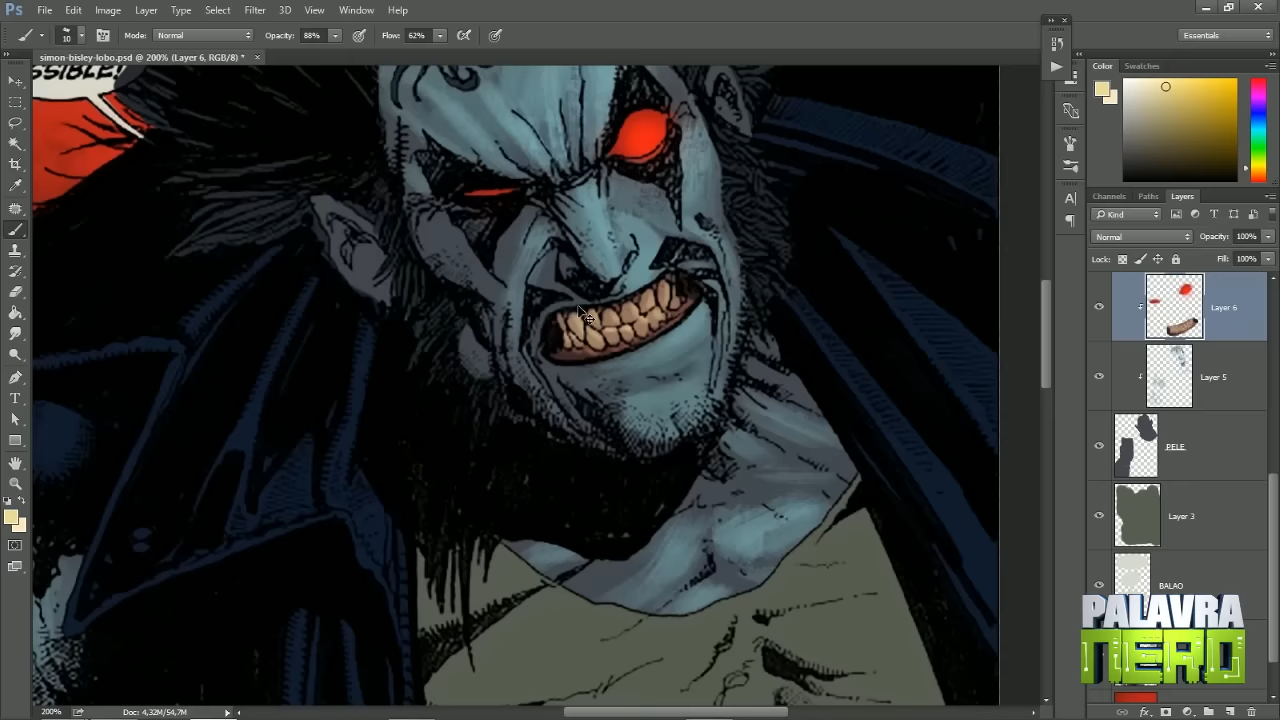 Ps File Edit Image Layer Type Select Filter 3D View Window Help
10 Mode: Normal Opacity: 88% Flow: 62% Essentials
simon-bisley-lobo.psd @ 200% (Layer 6, RGB/8) *
SSIBLE!
Color Swatches
Channels Paths Layers
Kind
Normal Opacity: 100%
Lock: Fill: 100%
Layer 6
Layer 5
PELE
Layer 3
BALAO
PALAVRA
NERD
200% Doc: 4,32M/54,7M